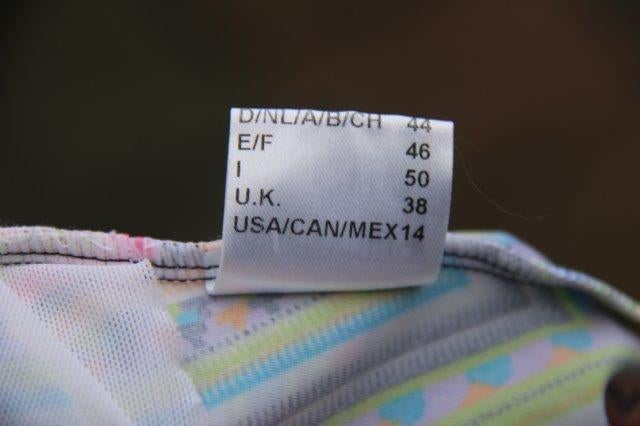 D/NL/A/B/CH 44
E/F 46
I 50
U.K. 38
USA/CAN/MEX14